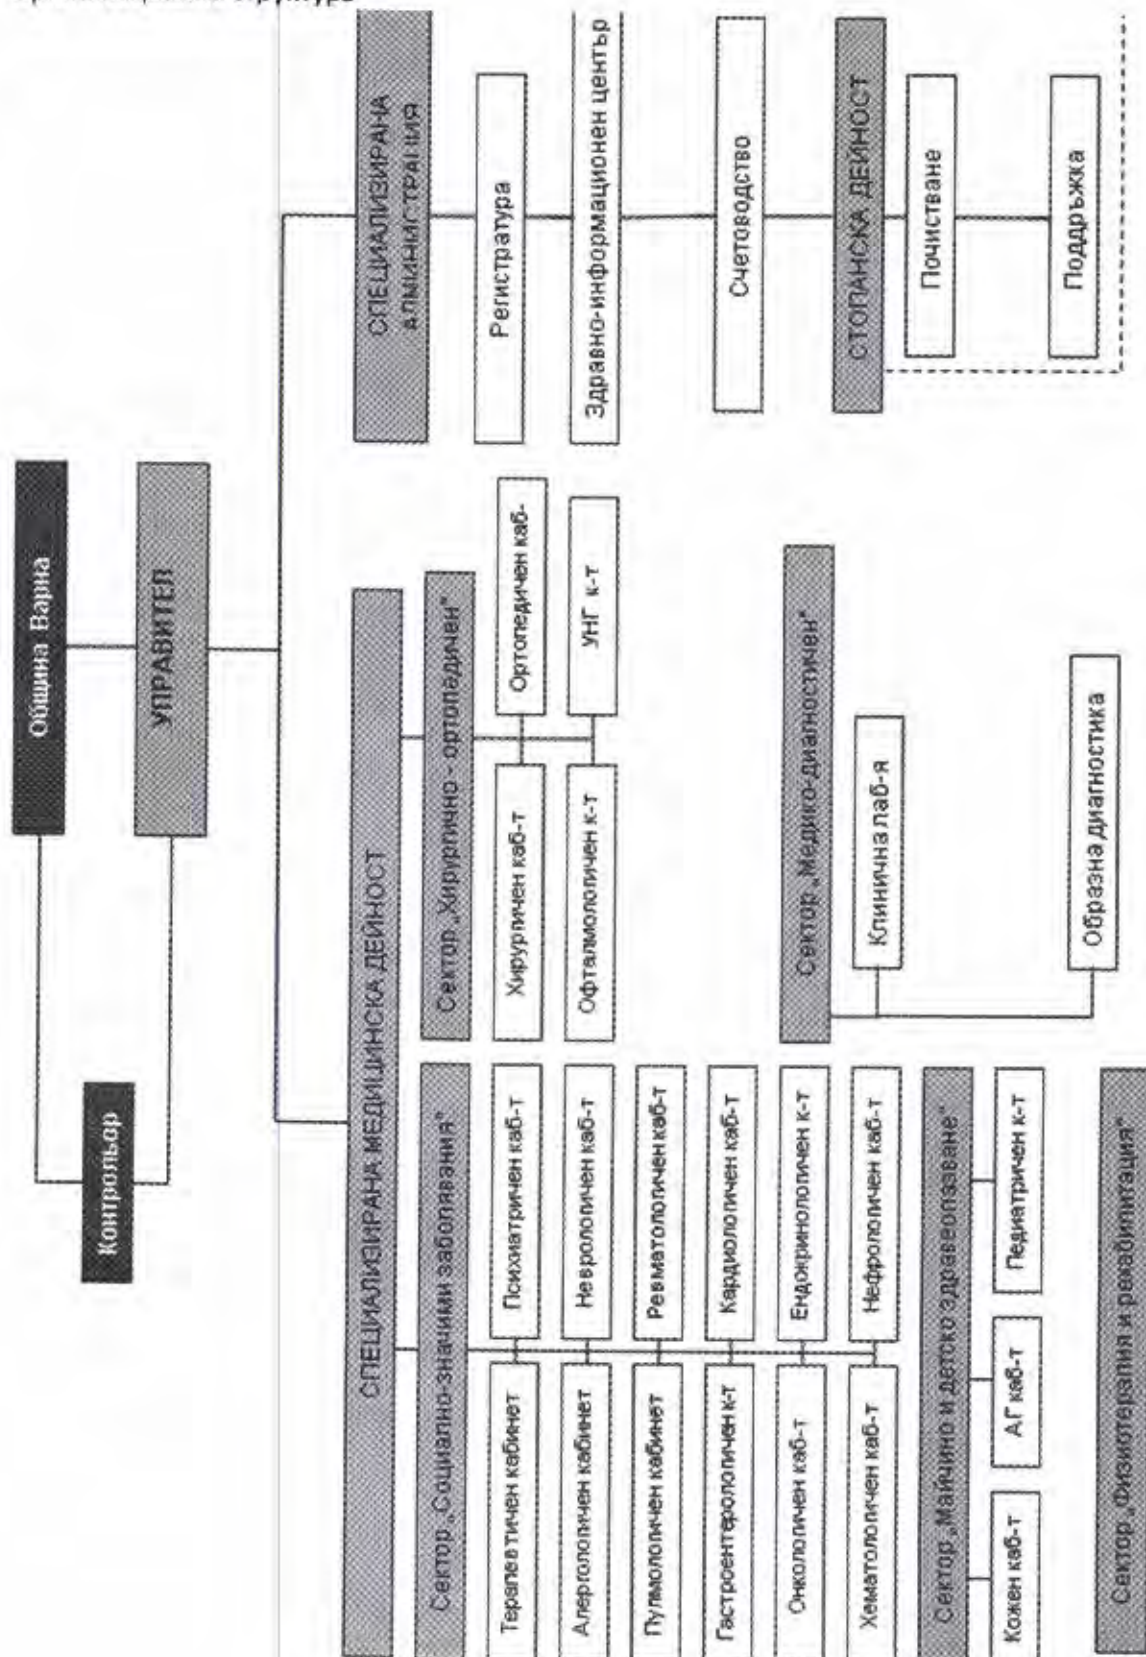 структура
Община Варна
Контрольор
УПРАВИТЕЛ
СПЕЦИАЛИЗИРАНА МЕДИЦИНСКА ДЕЙНОСТ
СПЕЦИАЛИЗИРАНА
АДМИНИСТРАЦИЯ
Сектор „Социално-значими заболявания“
Сектор „Хирургично - ортопедичен“
Терапевтичен кабинет
Психиатричен каб-т
Хирургичен каб-т
Ортопедичен каб-
Регистратура
Алергологичен кабинет
Неврологичен каб-т
Офталмологичен к-т
УНГ к-т
Здравно-информационен център
Пулмологичен кабинет
Ревматологичен каб-т
Гастроентерологичен к-т
Кардиологичен каб-т
Счетоводство
Онкологичен каб-т
Ендокринологичен к-т
Сектор „Медико-диагностичен“
СТОПАНСКА ДЕЙНОСТ
Хематологичен каб-т
Нефрологичен каб-т
Клинична лаб-я
Почистване
Сектор „Майчино и детско здравеопазване“
Кожен каб-т
АГ каб-т
Педиатричен к-т
Образна диагностика
Поддръжка
Сектор „Физиотерапия и рехабилитация“